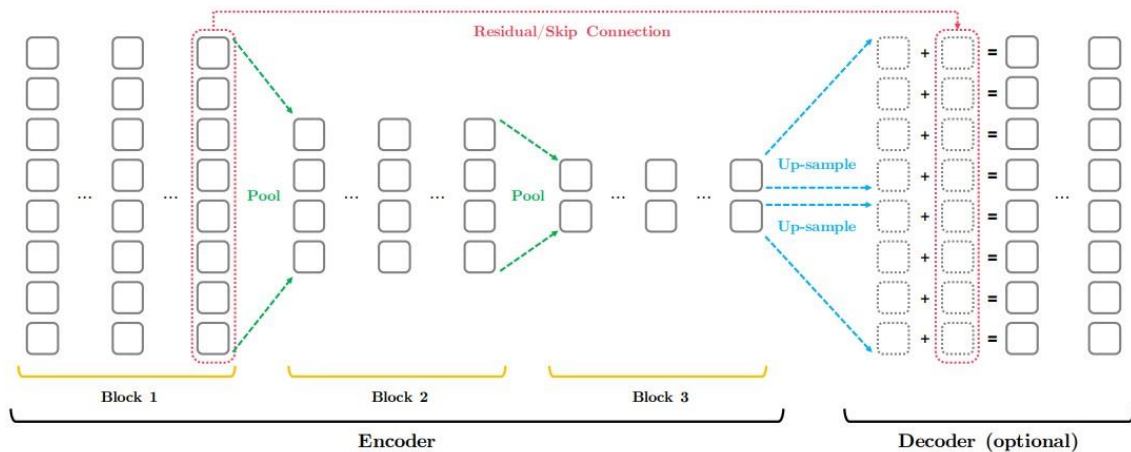 Residual/Skip Connection
Pool
Pool
Up-sample
Up-sample
... ... ... ... ... ... ...
+ =
+ =
+ =
+ =
+ =
+ =
+ =
+ =
Block 1
Block 2
Block 3
Encoder
Decoder (optional)